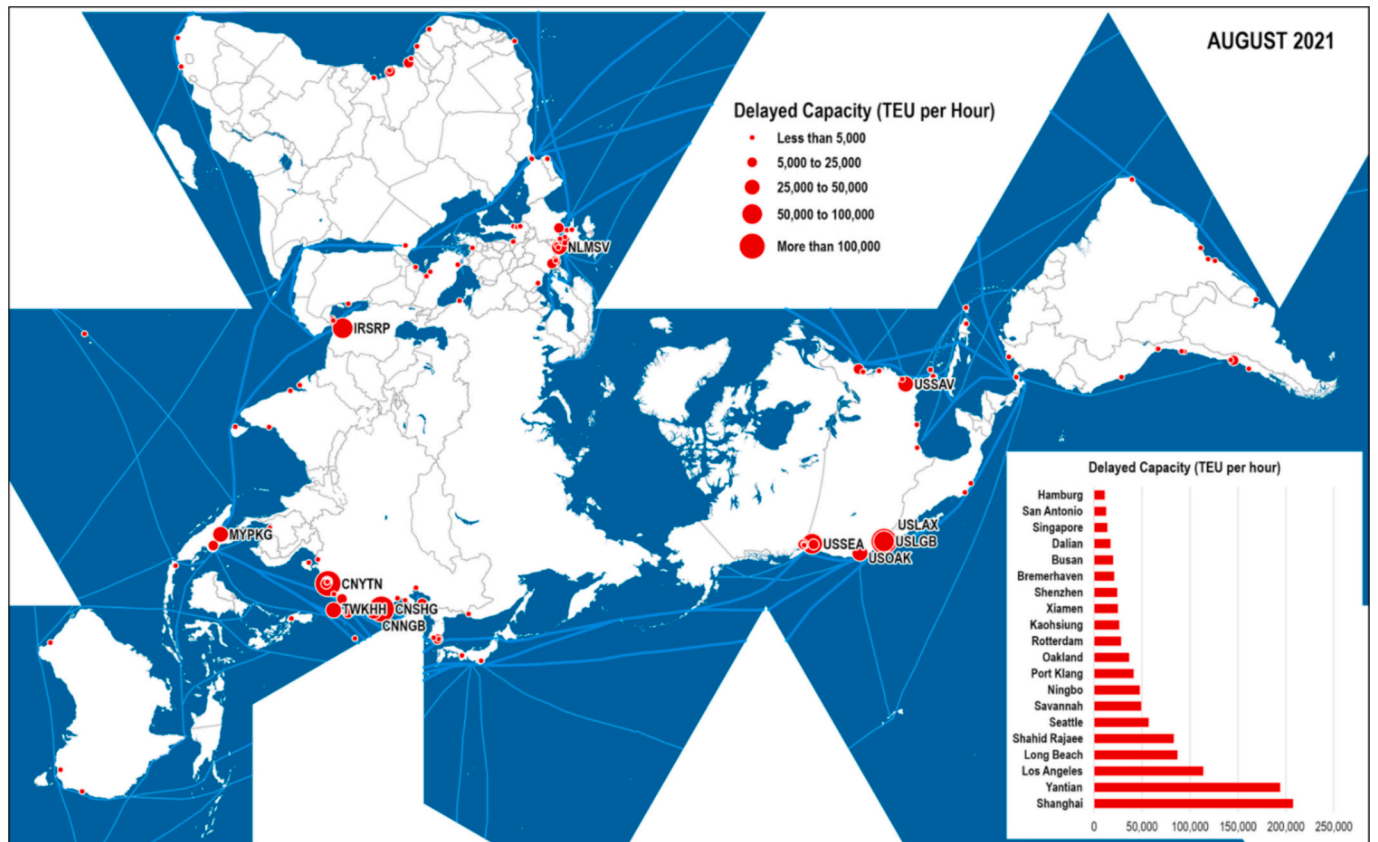 AUGUST 2021
Delayed Capacity (TEU per Hour)
Less than 5,000
5,000 to 25,000
25,000 to 50,000
50,000 to 100,000
More than 100,000
NLMSV
IRSRP
USSAV
MYPKG
USLAX
USLGB
USSEA
USOAK
CNYTN
TWKHH
CNSHG
CNNGB
Delayed Capacity (TEU per hour)
Hamburg
San Antonio
Singapore
Dalian
Busan
Bremerhaven
Shenzhen
Xiamen
Kaohsiung
Rotterdam
Oakland
Port Klang
Ningbo
Savannah
Seattle
Shahid Rajaee
Long Beach
Los Angeles
Yantian
Shanghai
0 50,000 100,000 150,000 200,000 250,000